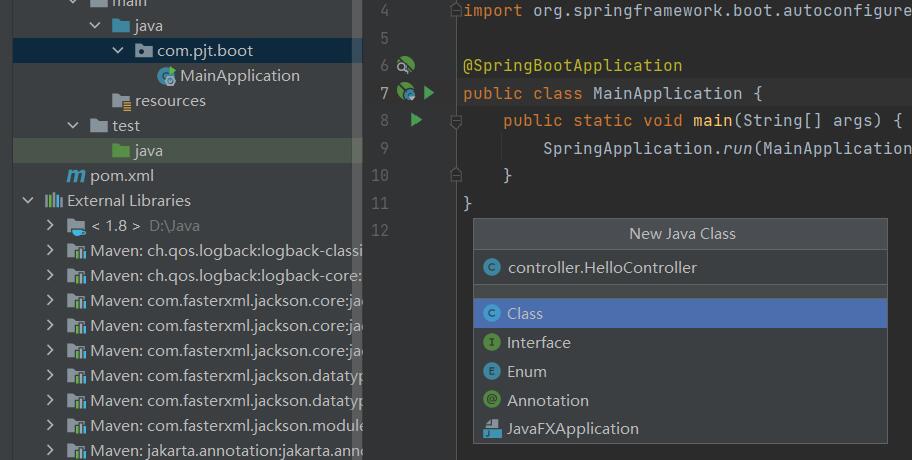 main
java
com.pjt.boot
MainApplication
resources
test
java
pom.xml
External Libraries
< 1.8 > D:\Java
Maven: ch.qos.logback:logback-classi
Maven: ch.qos.logback:logback-core:
Maven: com.fasterxml.jackson.core:ja
Maven: com.fasterxml.jackson.core:ja
Maven: com.fasterxml.jackson.core:ja
Maven: com.fasterxml.jackson.datatyp
Maven: com.fasterxml.jackson.datatyp
Maven: com.fasterxml.jackson.module
Maven: jakarta.annotation:jakarta.ann
4 import org.springframework.boot.autoconfigure
5
6 @SpringBootApplication
7 public class MainApplication {
8 public static void main(String[] args) {
9 SpringApplication.run(MainApplication
10 }
11 }
12
New Java Class
controller.HelloController
Class
Interface
Enum
Annotation
JavaFXApplication